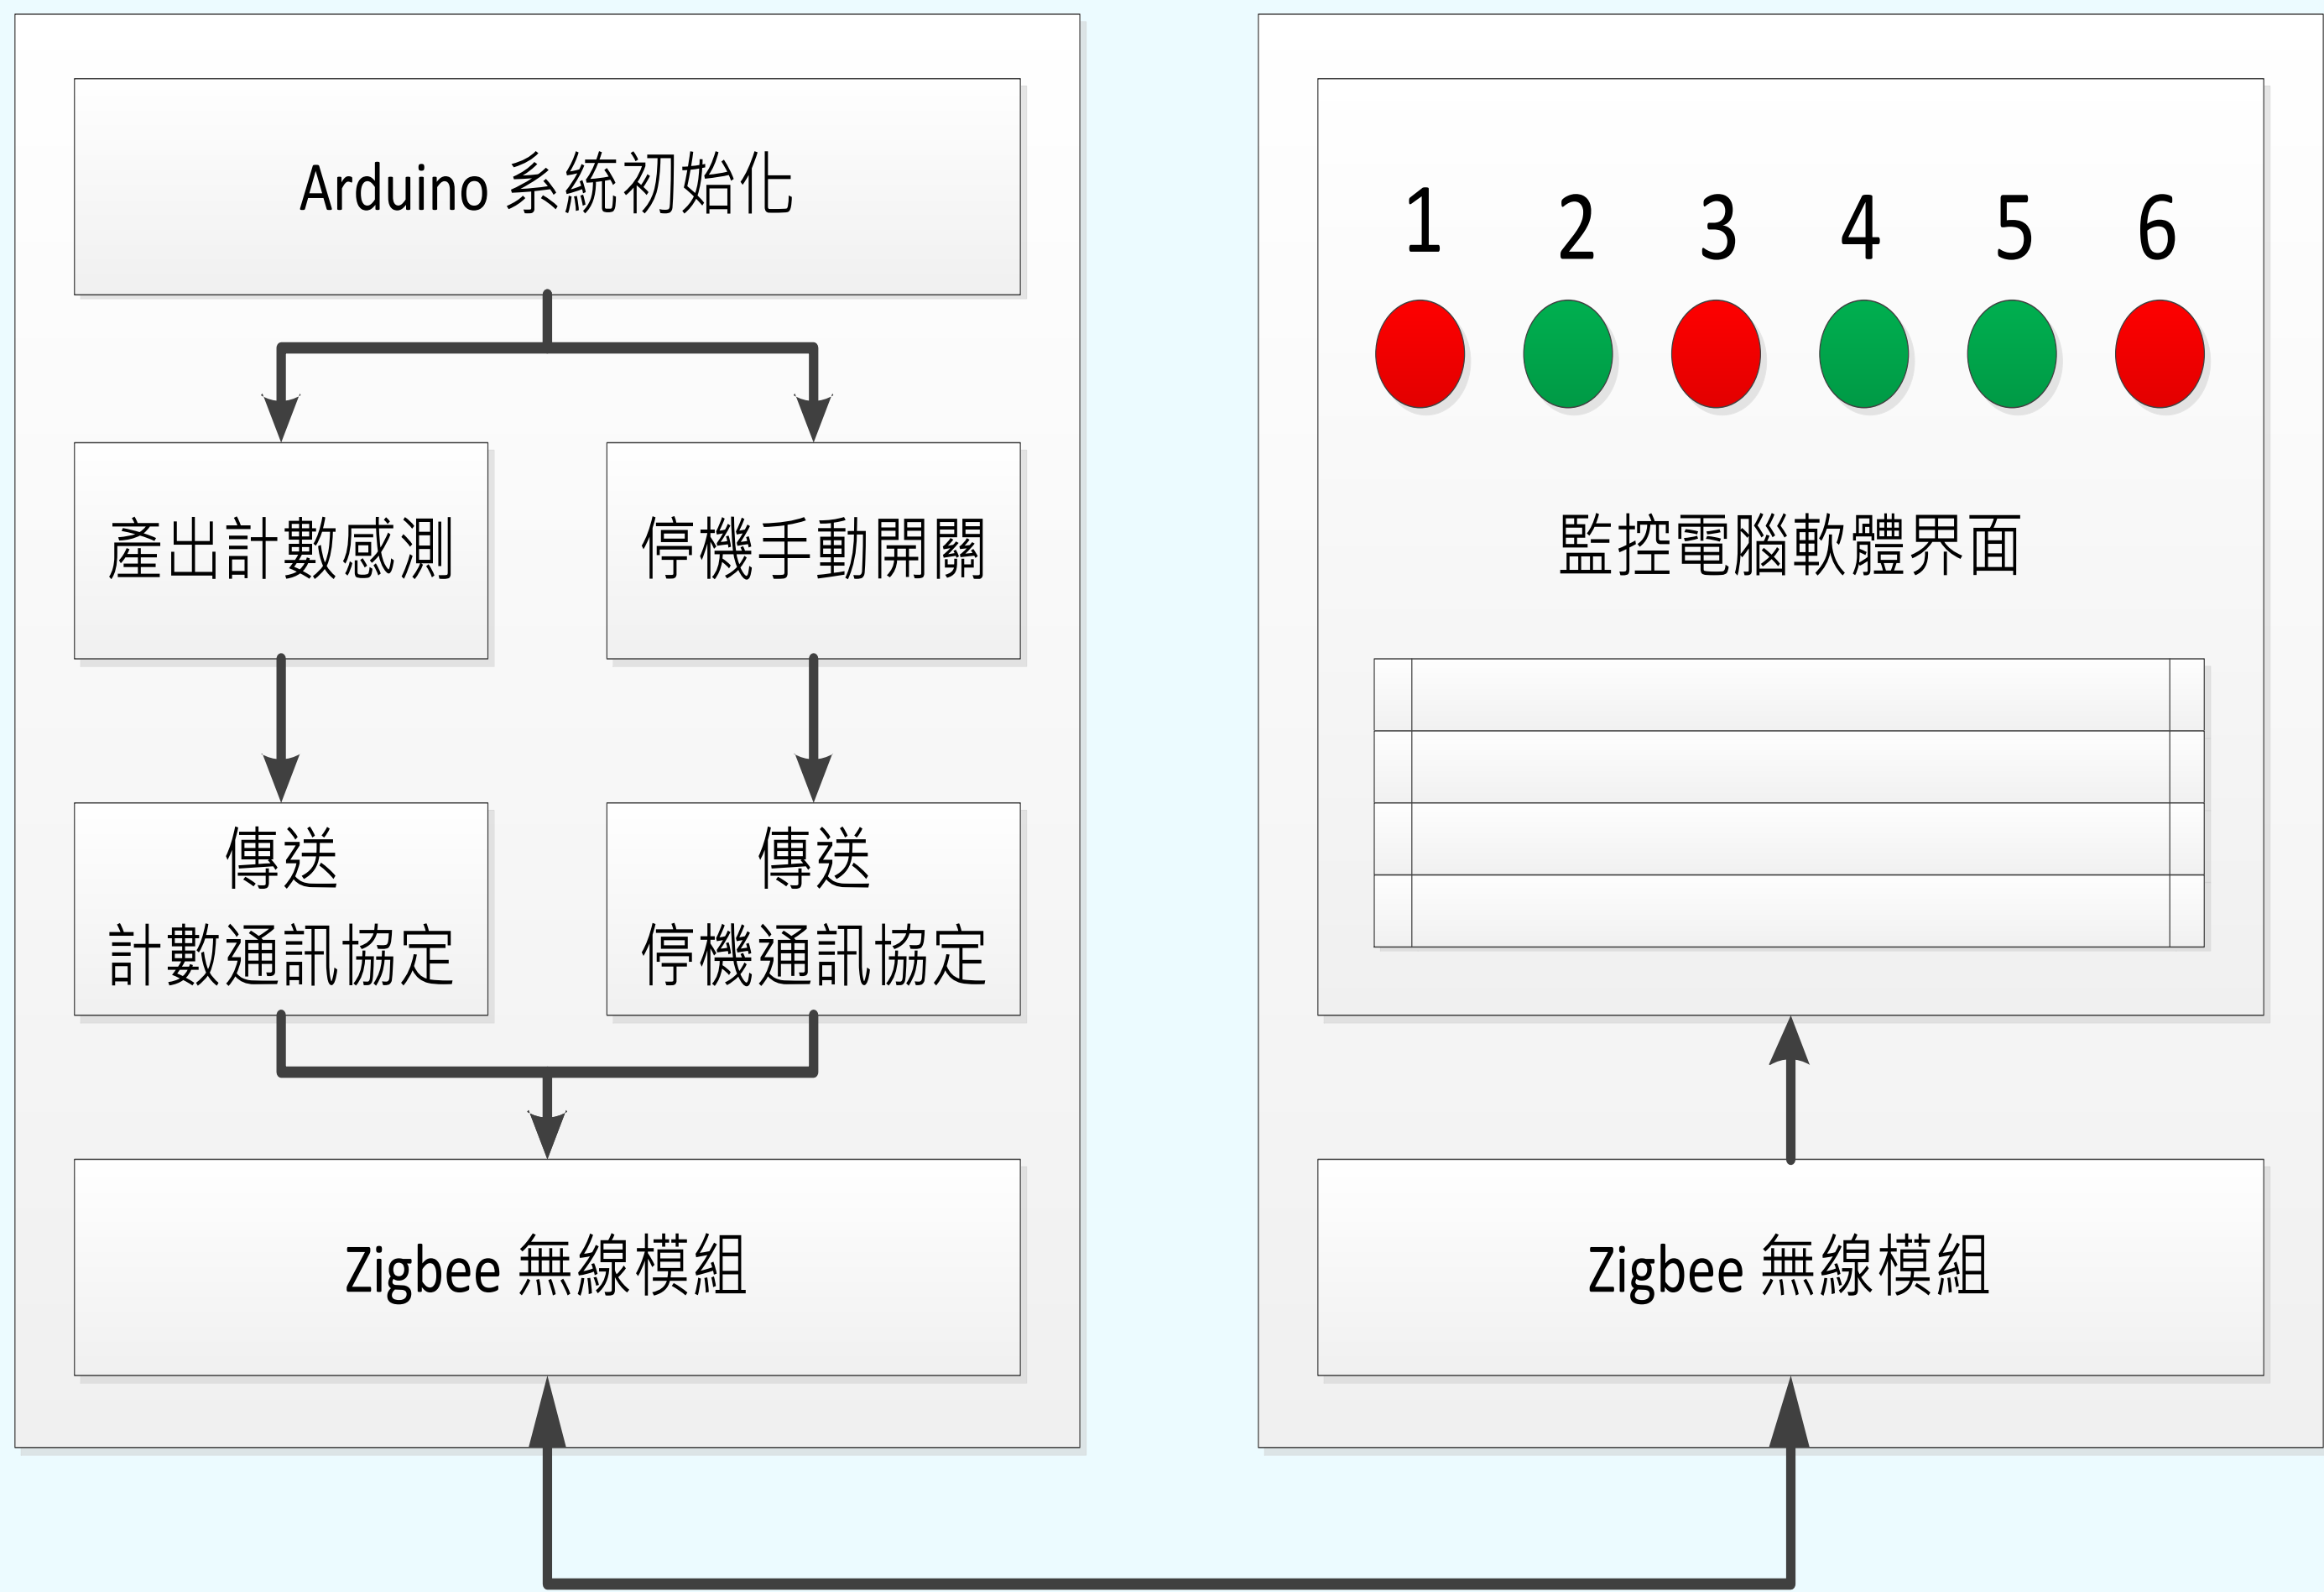 Arduino 系統初始化
產出計數感測
停機手動開關
傳送
計數通訊協定
傳送
停機通訊協定
Zigbee 無線模組
1 2 3 4 5 6
監控電腦軟體界面
Zigbee 無線模組